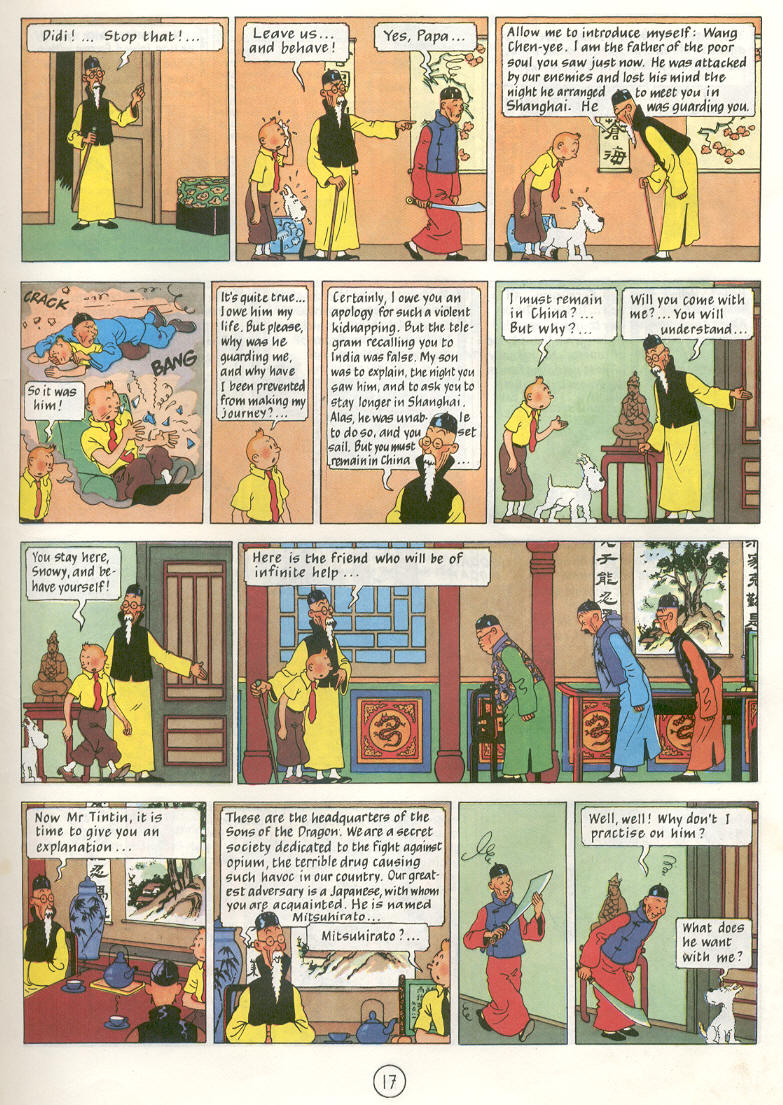 Didi! ... Stop that! ...
Leave us...
and behave!
Yes, Papa...
Allow me to introduce myself: Wang
Chen-yee. I am the father of the poor
soul you saw just now. He was attacked
by our enemies and lost his mind the
night he arranged to meet you in
Shanghai. He was guarding you.
蒼
海
CRACK
BANG
So it was
him!
It's quite true...
I owe him my
life. But please,
why was he
guarding me,
and why have
I been prevented
from making my
journey?...
Certainly, I owe you an
apology for such a violent
kidnapping. But the tele-
gram recalling you to
India was false. My son
was to explain, the night you
saw him, and to ask you to
stay longer in Shanghai.
Alas, he was unable
to do so, and you set
sail. But you must
remain in China ...
I must remain
in China?...
But why?...
Will you come with
me?... You will
understand...
You stay here,
Snowy, and be-
have yourself!
Here is the friend who will be of
infinite help ...
子
能
忍
Now Mr Tintin, it is
time to give you an
explanation...
These are the headquarters of the
Sons of the Dragon. We are a secret
society dedicated to the fight against
opium, the terrible drug causing
such havoc in our country. Our great-
est adversary is a Japanese, with whom
you are acquainted. He is named
Mitsuhirato...
Mitsuhirato?...
Well, well! Why don't I
practise on him?
What does
he want
with me?
17